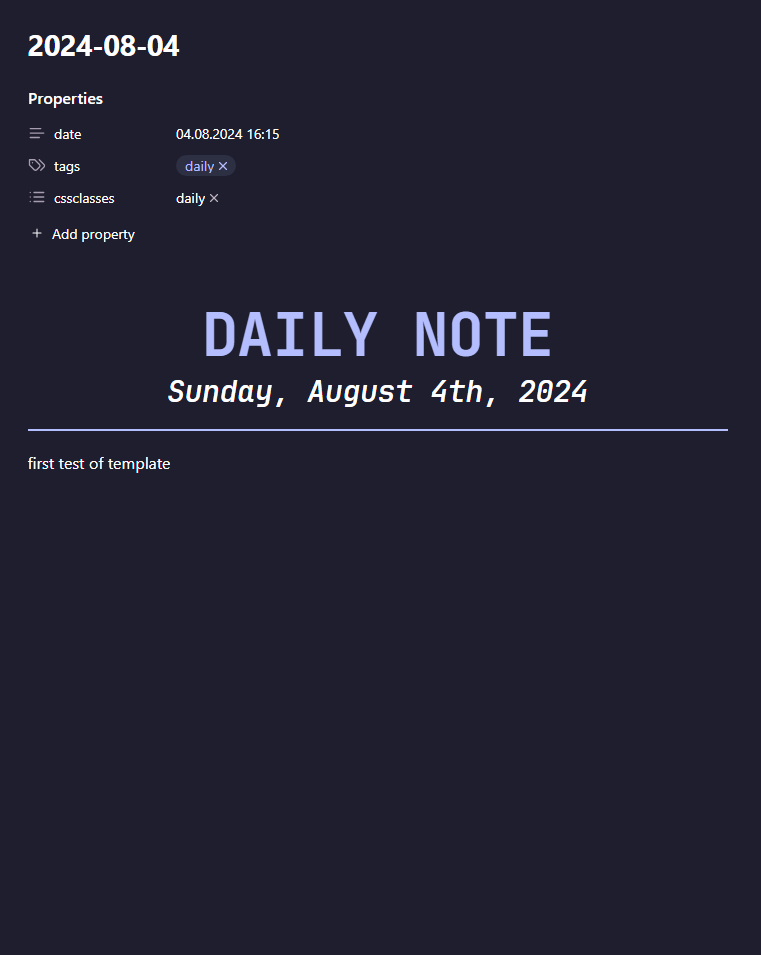 2024-08-04
Properties
date 04.08.2024 16:15
tags daily
cssclasses daily
Add property
DAILY NOTE
Sunday, August 4th, 2024
first test of template